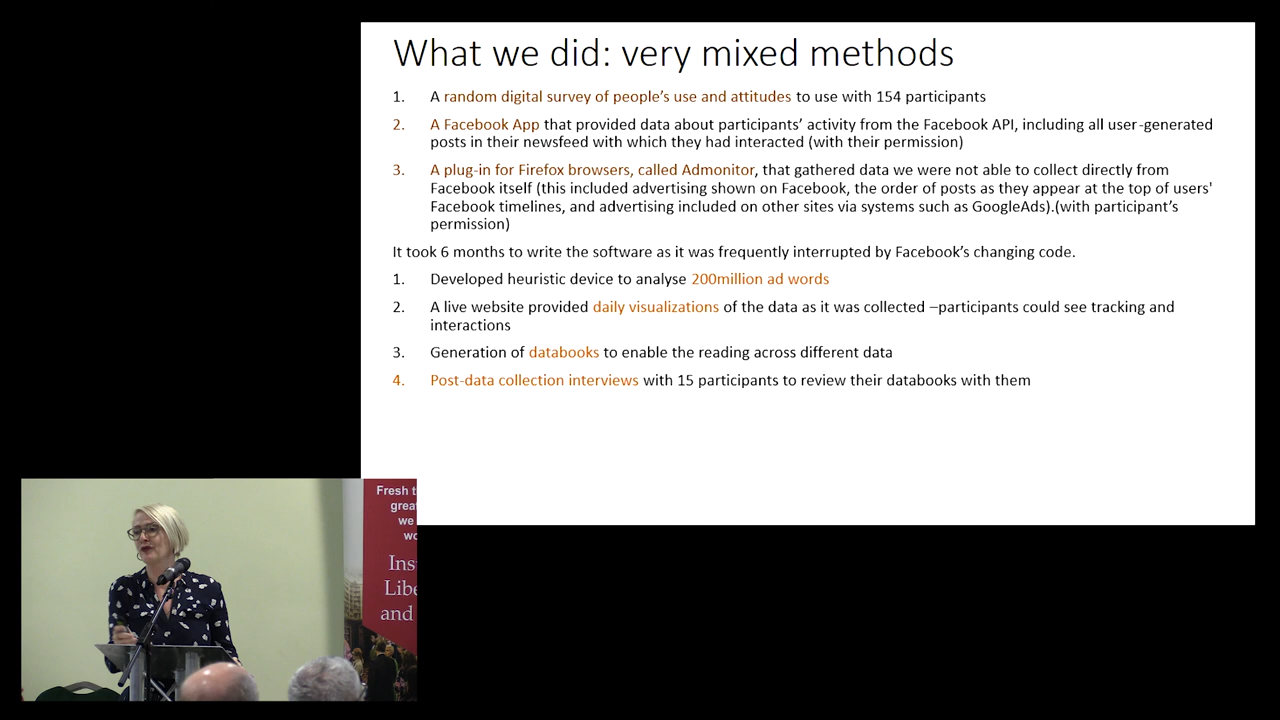 What we did: very mixed methods
1. A random digital survey of people's use and attitudes to use with 154 participants
2. A Facebook App that provided data about participants' activity from the Facebook API, including all user-generated
posts in their newsfeed with which they had interacted (with their permission)
3. A plug-in for Firefox browsers, called Admonitor, that gathered data we were not able to collect directly from
Facebook itself (this included advertising shown on Facebook, the order of posts as they appear at the top of users'
Facebook timelines, and advertising included on other sites via systems such as GoogleAds).(with participant's
permission)
It took 6 months to write the software as it was frequently interrupted by Facebook's changing code.
1. Developed heuristic device to analyse 200million ad words
2. A live website provided daily visualizations of the data as it was collected –participants could see tracking and
interactions
3. Generation of databooks to enable the reading across different data
4. Post-data collection interviews with 15 participants to review their databooks with them
Fresh t
grea
we
wo
Ins
Libe
and